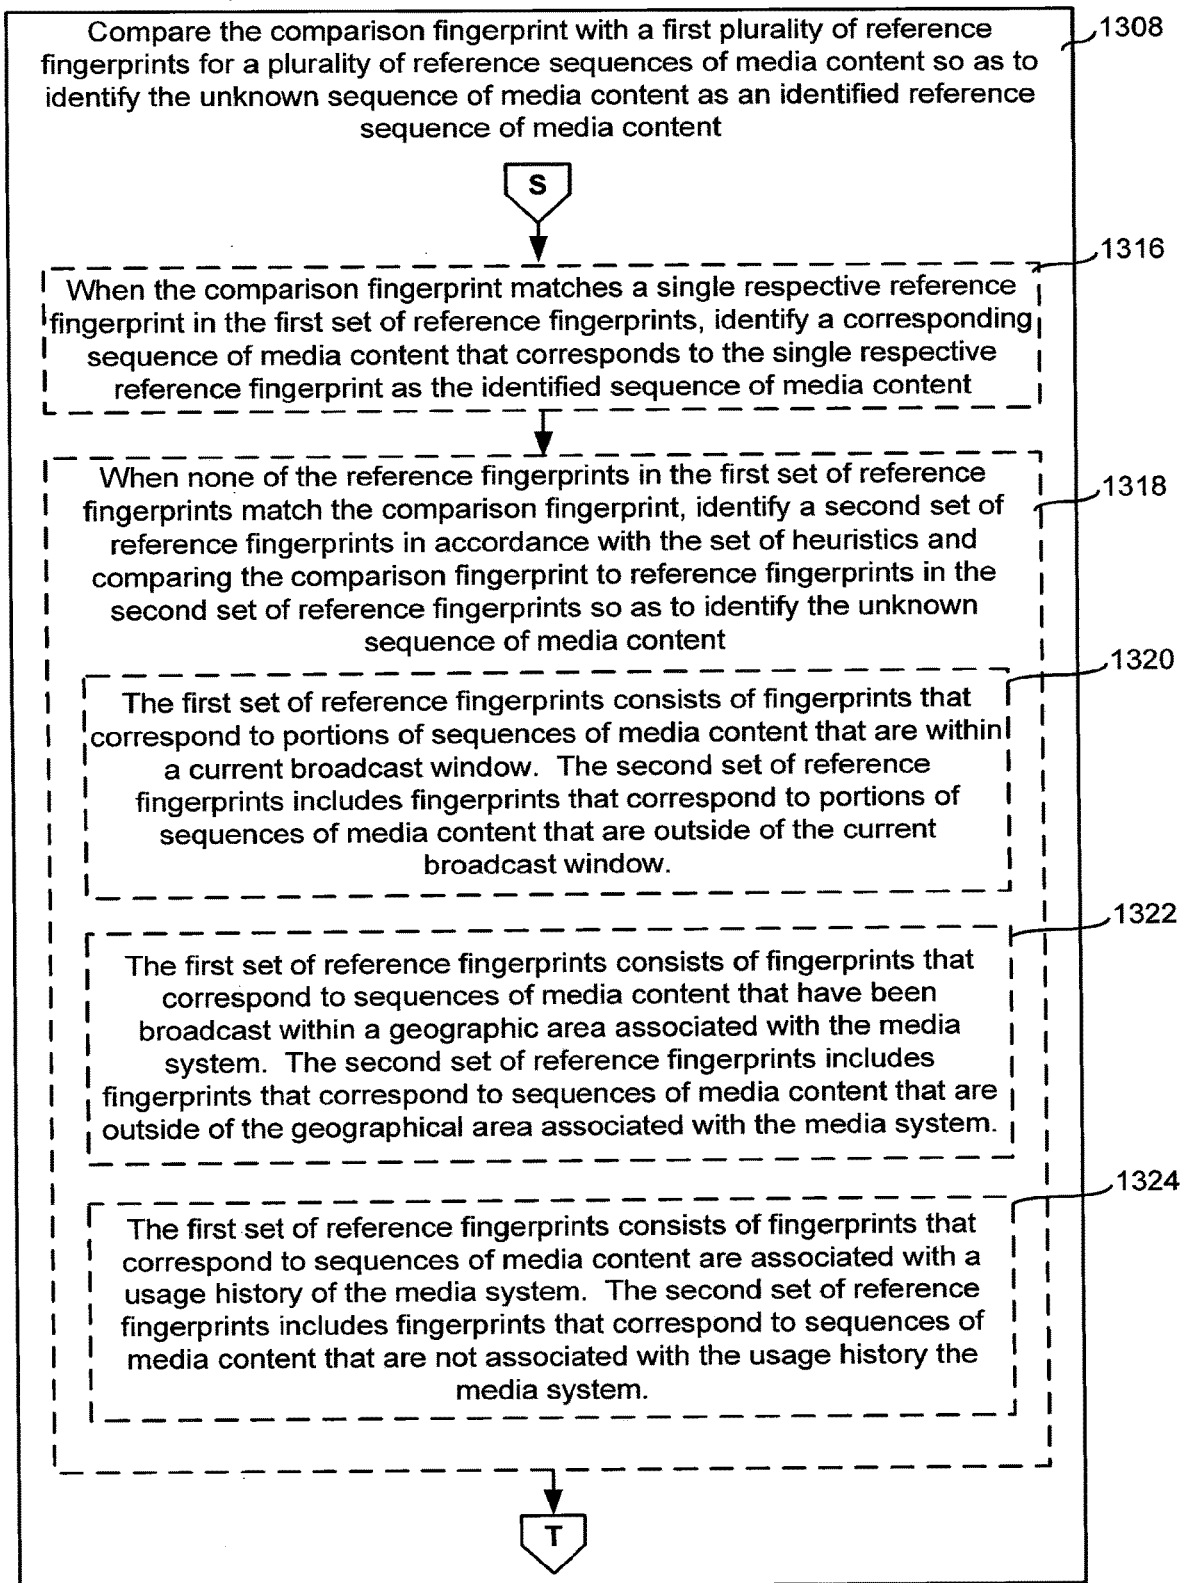 Compare the comparison fingerprint with a first plurality of reference
fingerprints for a plurality of reference sequences of media content so as to
identify the unknown sequence of media content as an identified reference
sequence of media content
1308
S
1316
When the comparison fingerprint matches a single respective reference
fingerprint in the first set of reference fingerprints, identify a corresponding
sequence of media content that corresponds to the single respective
reference fingerprint as the identified sequence of media content
When none of the reference fingerprints in the first set of reference
fingerprints match the comparison fingerprint, identify a second set of
reference fingerprints in accordance with the set of heuristics and
comparing the comparison fingerprint to reference fingerprints in the
second set of reference fingerprints so as to identify the unknown
sequence of media content
1318
1320
The first set of reference fingerprints consists of fingerprints that
correspond to portions of sequences of media content that are within
a current broadcast window. The second set of reference
fingerprints includes fingerprints that correspond to portions of
sequences of media content that are outside of the current
broadcast window.
1322
The first set of reference fingerprints consists of fingerprints that
correspond to sequences of media content that have been
broadcast within a geographic area associated with the media
system. The second set of reference fingerprints includes
fingerprints that correspond to sequences of media content that are
outside of the geographical area associated with the media system.
1324
The first set of reference fingerprints consists of fingerprints that
correspond to sequences of media content are associated with a
usage history of the media system. The second set of reference
fingerprints includes fingerprints that correspond to sequences of
media content that are not associated with the usage history the
media system.
T